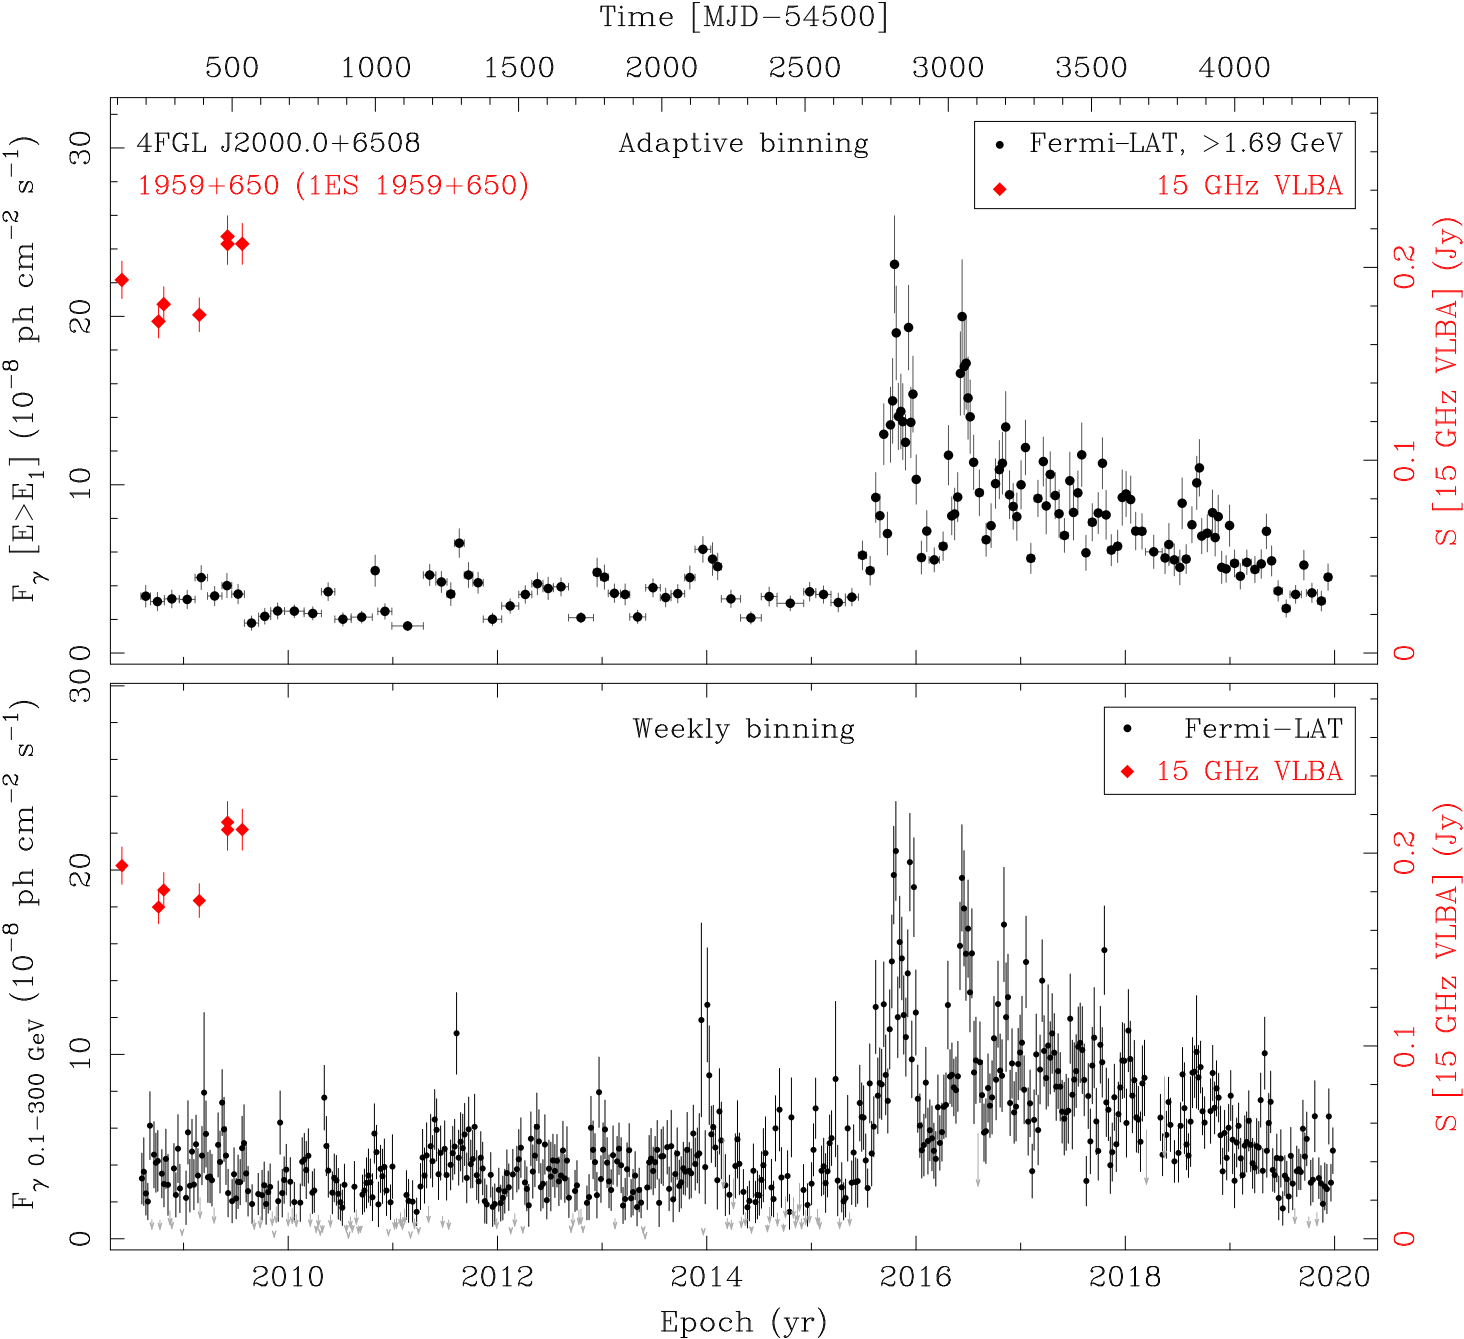 Time [MJD−54500]
500 1000 1500 2000 2500 3000 3500 4000
4FGL J2000.0+6508
1959+650 (1ES 1959+650)
Adaptive binning
Fermi−LAT, >1.69 GeV
15 GHz VLBA
F γ [E>E1] (10−8 ph cm−2 s−1)
30
20
10
0
S [15 GHz VLBA] (Jy)
0.2
0.1
0
Weekly binning
Fermi−LAT
15 GHz VLBA
F γ 0.1−300 GeV (10−8 ph cm−2 s−1)
30
20
10
0
S [15 GHz VLBA] (Jy)
0.2
0.1
0
2010 2012 2014 2016 2018 2020
Epoch (yr)